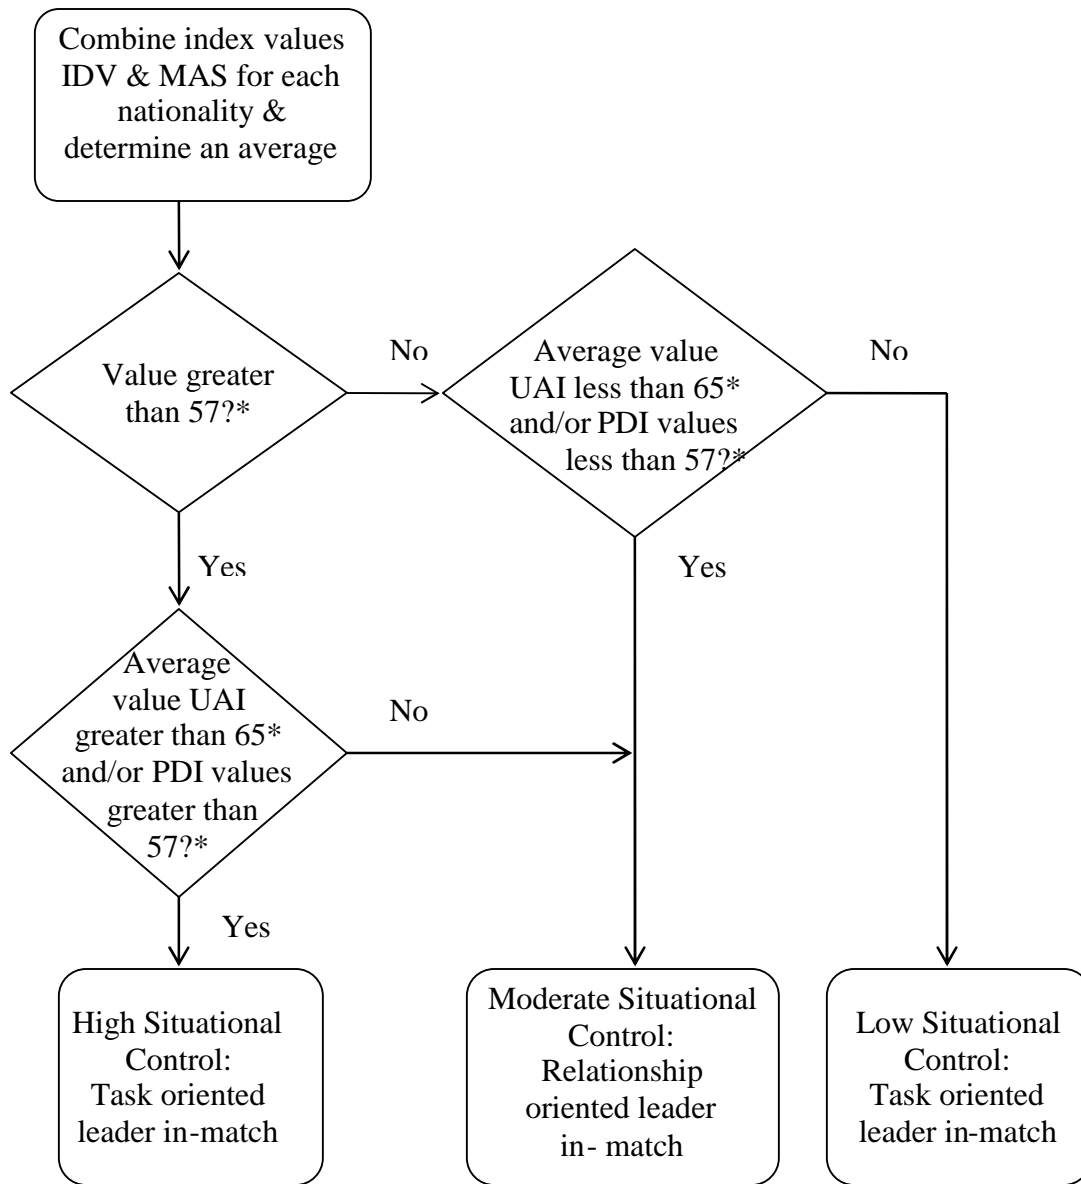 Combine index values
IDV & MAS for each
nationality &
determine an average
Value greater
than 57?*
No
Average value
UAI less than 65*
and/or PDI values
less than 57?*
No
Yes
Yes
Average
value UAI
greater than 65*
and/or PDI values
greater than
57?*
No
Yes
High Situational
Control:
Task oriented
leader in-match
Moderate Situational
Control:
Relationship
oriented leader
in- match
Low Situational
Control:
Task oriented
leader in-match